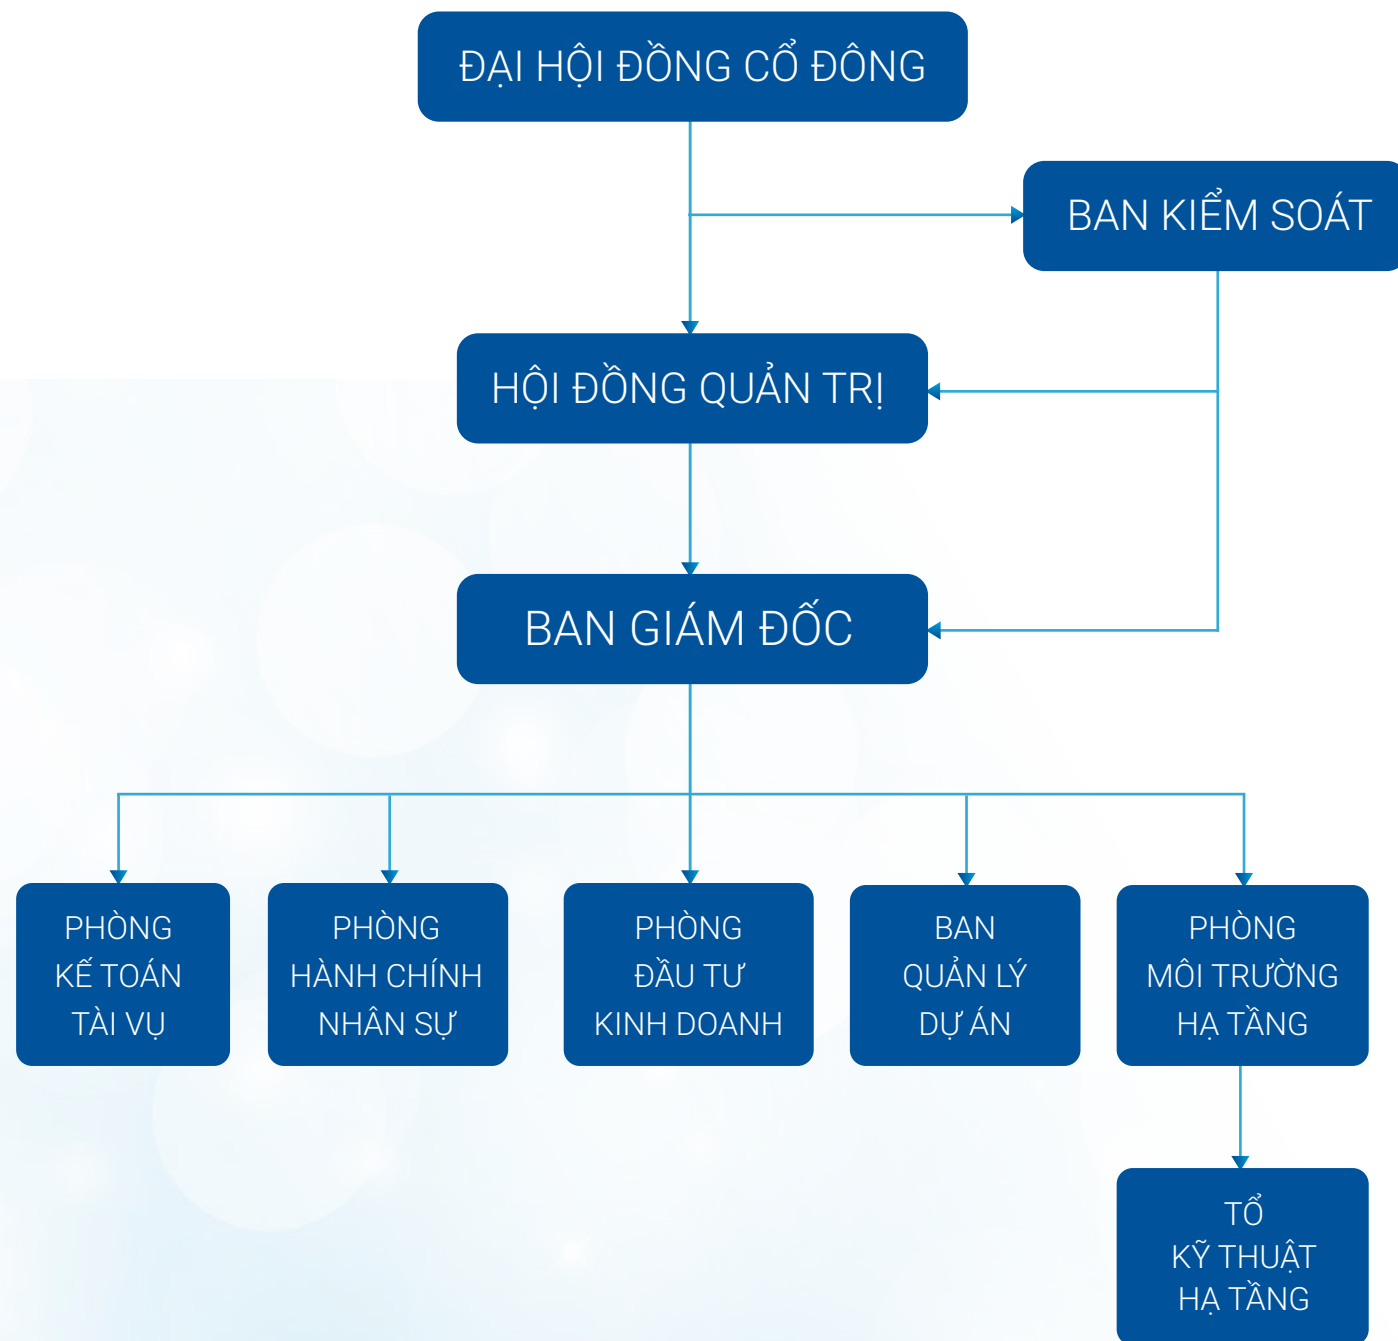 ĐẠI HỘI ĐỒNG CỔ ĐÔNG
BAN KIỂM SOÁT
HỘI ĐỒNG QUẢN TRỊ
BAN GIÁM ĐỐC
PHÒNG
KẾ TOÁN
TÀI VỤ
PHÒNG
HÀNH CHÍNH
NHÂN SỰ
PHÒNG
ĐẦU TƯ
KINH DOANH
BAN
QUẢN LÝ
DỰ ÁN
PHÒNG
MÔI TRƯỜNG
HẠ TẦNG
TỔ
KỸ THUẬT
HẠ TẦNG